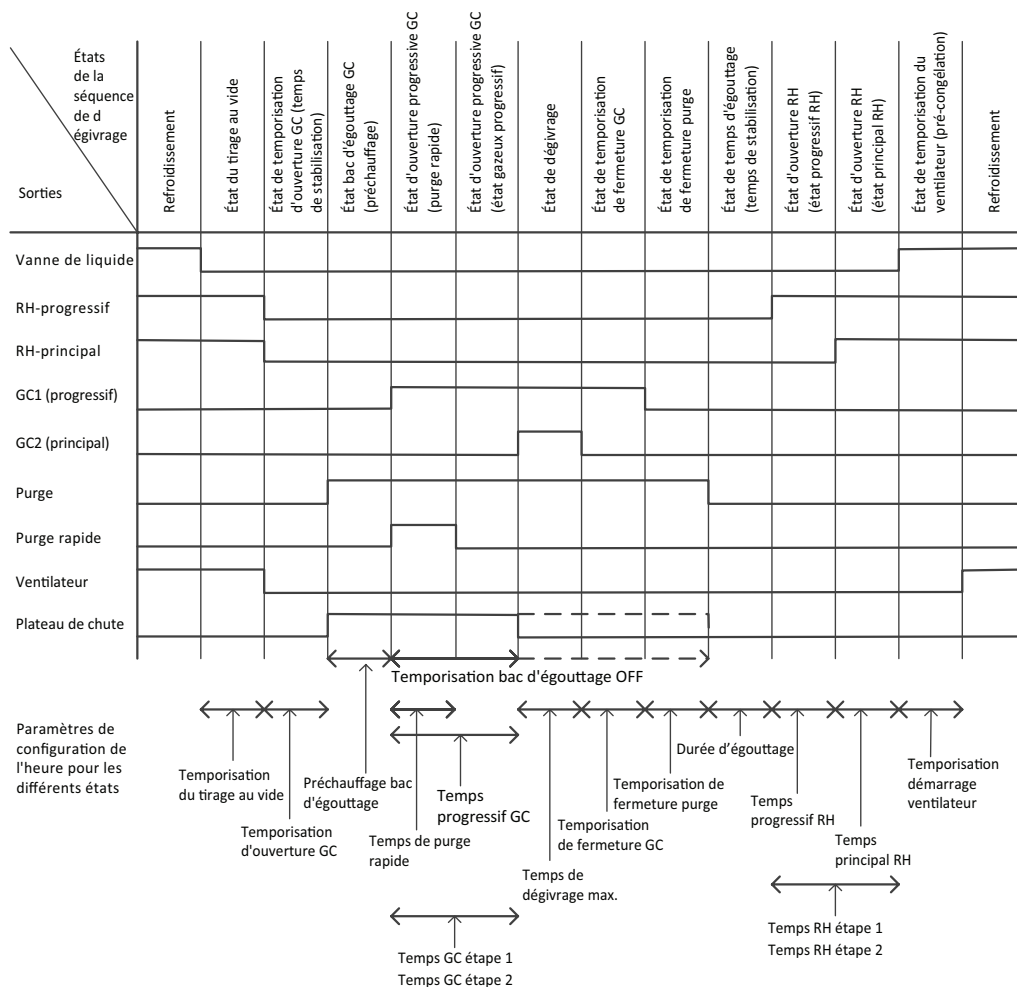 États
de la
séquence
de d
égivrage
Sorties
Refroidissement
État du tirage au vide
État de temporisation
d'ouverture GC (temps
de stabilisation)
État bac d'égouttage GC
(préchauffage)
État d'ouverture progressive GC
(purge rapide)
État d'ouverture progressive GC
(état gazeux progressif)
État de dégivrage
État de temporisation
de fermeture GC
État de temporisation
de fermeture purge
État de temps d'égouttage
(temps de stabilisation)
État d'ouverture RH
(état progressif RH)
État d'ouverture RH
(état principal RH)
État de temporisation du
ventilateur (pré-congélation)
Refroidissement
Vanne de liquide
RH-progressif
RH-principal
GC1 (progressif)
GC2 (principal)
Purge
Purge rapide
Ventilateur
Plateau de chute
Temporisation bac d'égouttage OFF
Paramètres de
configuration de
l'heure pour les
différents états
Temporisation
du tirage au vide
Temporisation
d'ouverture GC
Préchauffage bac
d'égouttage
Temps de purge
rapide
Temps
progressif GC
Temps GC étape 1
Temps GC étape 2
Temps de
dégivrage max.
Temporisation
de fermeture GC
Temporisation de
fermeture purge
Durée d’égouttage
Temps
progressif RH
Temps
principal RH
Temps RH étape 1
Temps RH étape 2
Temporisation
démarrage
ventilateur